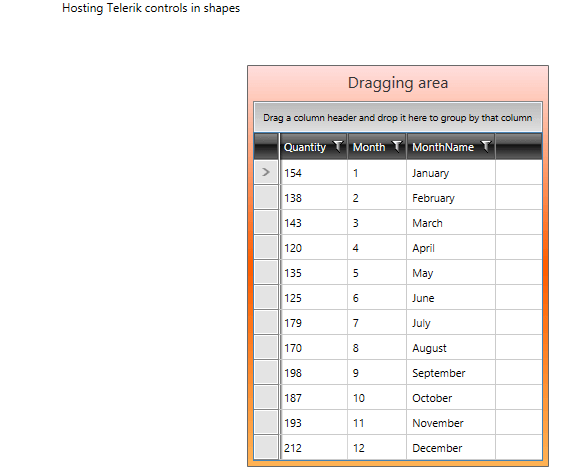 Hosting Telerik controls in shapes
Dragging area
Drag a column header and drop it here to group by that column
Quantity Month MonthName
154 1 January
138 2 February
143 3 March
120 4 April
135 5 May
125 6 June
179 7 July
170 8 August
198 9 September
187 10 October
193 11 November
212 12 December